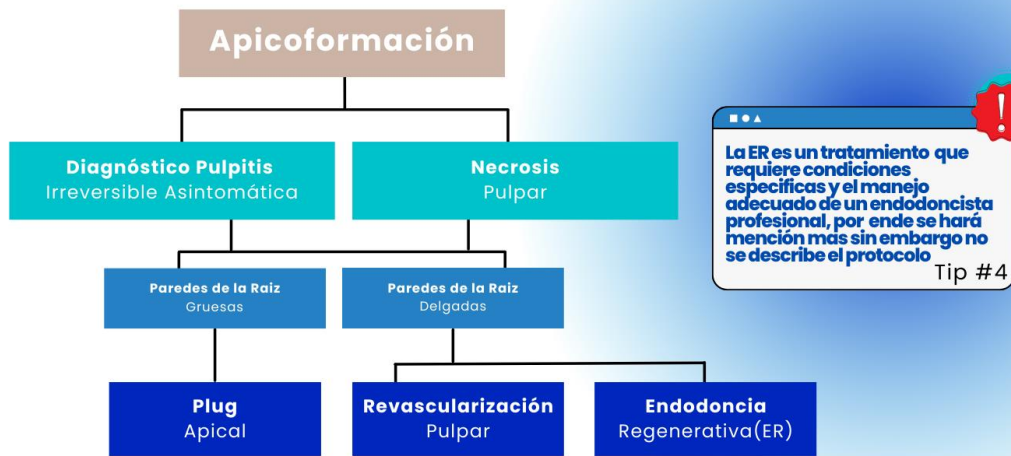 Apicoformación
Diagnóstico Pulpitis
Irreversible Asintomática
Necrosis
Pulpar
Paredes de la Raiz
Gruesas
Paredes de la Raiz
Delgadas
Plug
Apical
Revascularización
Pulpar
Endodoncia
Regenerativa(ER)
!
La ER es un tratamiento que
requiere condiciones
especificas y el manejo
adecuado de un endodoncista
profesional, por ende se hará
mención mas sin embargo no
se describe el protocolo
Tip #4